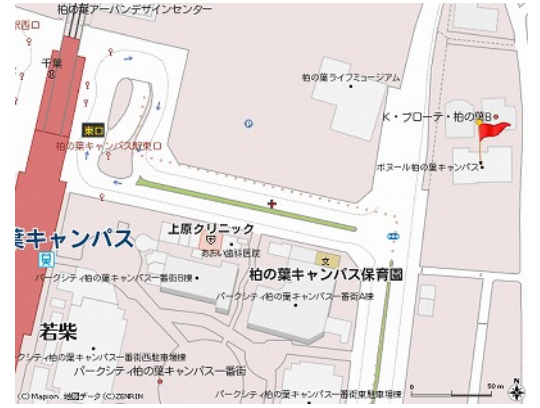 柏の葉アーバンデザインセンター
駅西口
千葉
柏の葉ライフミュージアム
K・ブローテ・柏の葉B
東口
柏の葉キャンパス駅東口
ボヌール柏の葉キャンパス
上原クリニック
葉キャンパス
あおい歯科医院
柏の葉キャンパス保育園
パークシティ柏の葉キャンパス一番街B棟
パークシティ柏の葉キャンパス一番街A棟
若柴
パークシティ柏の葉キャンパス一番街西駐車場棟
パークシティ柏の葉キャンパス一番街
パークシティ柏の葉キャンパス一番街東駐車場棟
0 50m
(C)Mapion 地図データ (C)ZENRIN